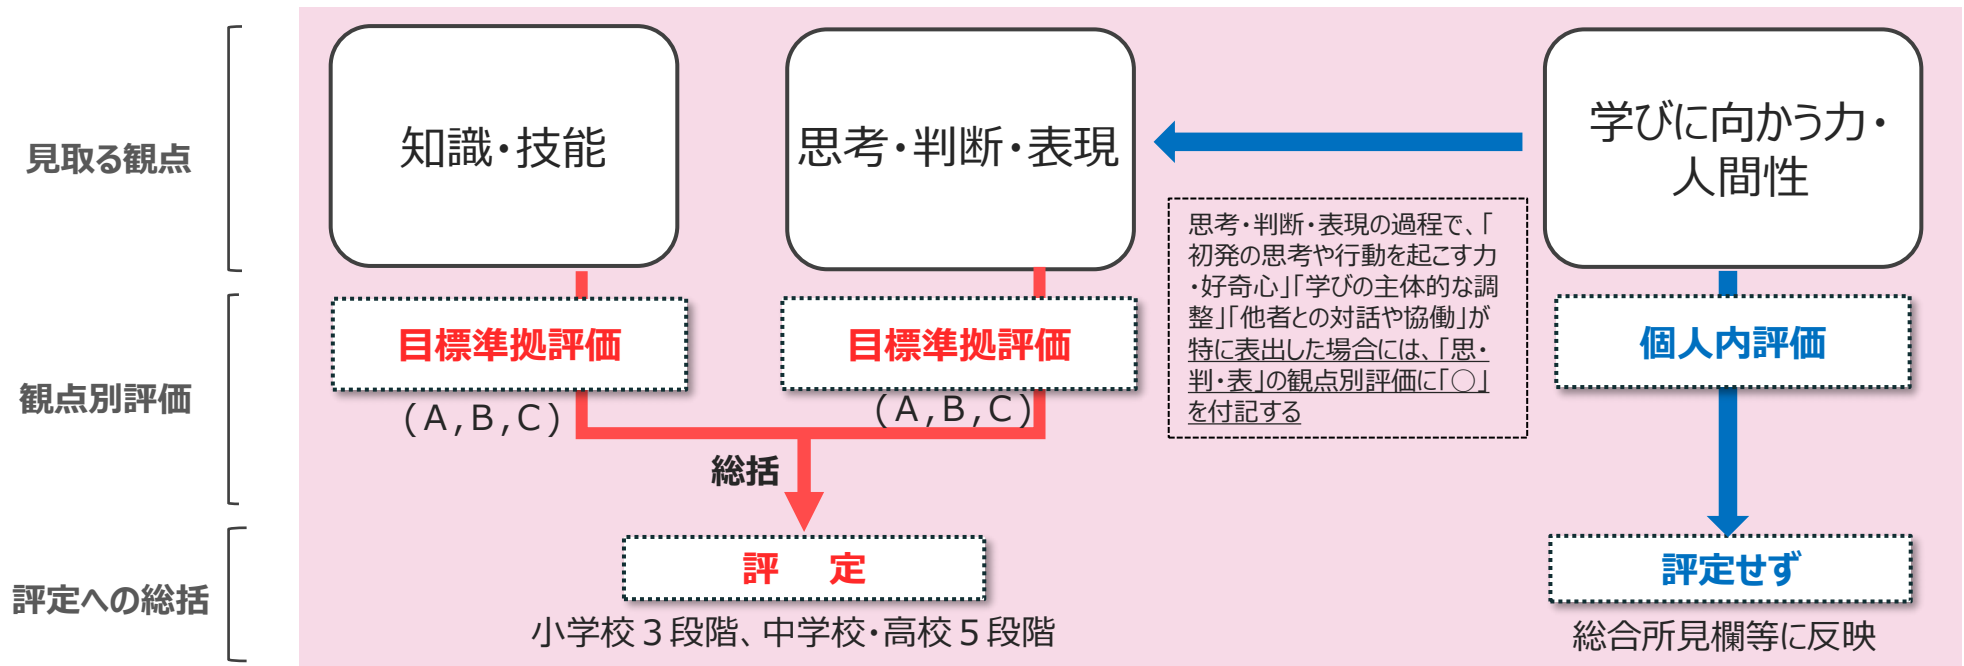 見取る観点
知識・技能
思考・判断・表現
学びに向かう力・
人間性
思考・判断・表現の過程で、「
初発の思考や行動を起こす力
・好奇心」「学びの主体的な調
整」「他者との対話や協働」が
特に表出した場合には、「思・
判・表」の観点別評価に「○」
を付記する
観点別評価
目標準拠評価
(A,B,C)
目標準拠評価
(A,B,C)
個人内評価
総括
評定への総括
評　定
小学校３段階、中学校・高校５段階
評定せず
総合所見欄等に反映